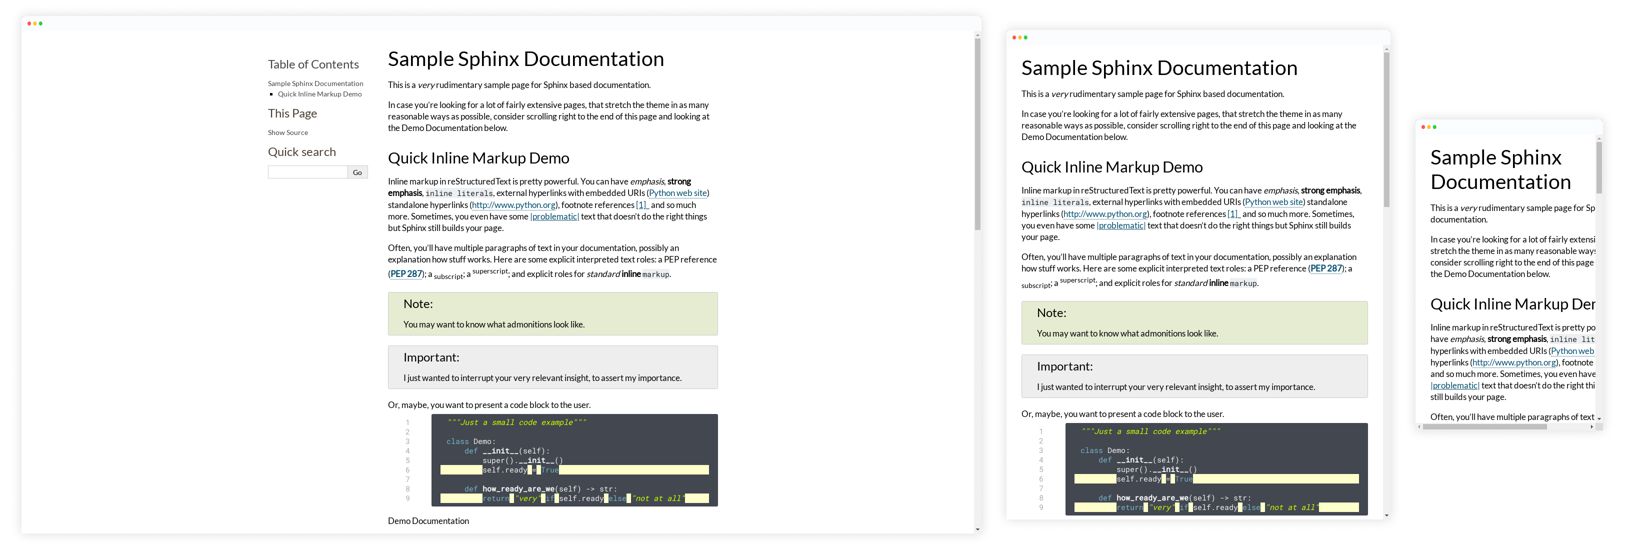 Table of Contents
Sample Sphinx Documentation
Quick Inline Markup Demo
This Page
Show Source
Quick search
Go
Sample Sphinx Documentation
This is a very rudimentary sample page for Sphinx based documentation.
In case you're looking for a lot of fairly extensive pages, that stretch the theme in as many
reasonable ways as possible, consider scrolling right to the end of this page and looking at
the Demo Documentation below.
Quick Inline Markup Demo
Inline markup in reStructuredText is pretty powerful. You can have emphasis, strong
emphasis, inline literals, external hyperlinks with embedded URIs (Python web site)
standalone hyperlinks (http://www.python.org), footnote references [1]_ and so much
more. Sometimes, you even have some |problematic| text that doesn't do the right things
but Sphinx still builds your page.
Often, you'll have multiple paragraphs of text in your documentation, possibly an
explanation how stuff works. Here are some explicit interpreted text roles: a PEP reference
(PEP 287); a subscript; a superscript; and explicit roles for standard inline markup.
Note:
You may want to know what admonitions look like.
Important:
I just wanted to interrupt your very relevant insight, to assert my importance.
Or, maybe, you want to present a code block to the user.
1 """Just a small code example"""
2
3 class Demo:
4 def __init__(self):
5 super().__init__()
6 self.ready = True
7
8 def how_ready_are_we(self) -> str:
9 return "very" if self.ready else "not at all"
Demo Documentation
Sample Sphinx Documentation
This is a very rudimentary sample page for Sphinx based documentation.
In case you're looking for a lot of fairly extensive pages, that stretch the theme in as many
reasonable ways as possible, consider scrolling right to the end of this page and looking at the
Demo Documentation below.
Quick Inline Markup Demo
Inline markup in reStructuredText is pretty powerful. You can have emphasis, strong emphasis,
inline literals, external hyperlinks with embedded URIs (Python web site) standalone
hyperlinks (http://www.python.org), footnote references [1]_ and so much more. Sometimes,
you even have some |problematic| text that doesn't do the right things but Sphinx still builds
your page.
Often, you'll have multiple paragraphs of text in your documentation, possibly an explanation
how stuff works. Here are some explicit interpreted text roles: a PEP reference (PEP 287); a
subscript; a superscript; and explicit roles for standard inline markup.
Note:
You may want to know what admonitions look like.
Important:
I just wanted to interrupt your very relevant insight, to assert my importance.
Or, maybe, you want to present a code block to the user.
1 """Just a small code example"""
2
3 class Demo:
4 def __init__(self):
5 super().__init__()
6 self.ready = True
7
8 def how_ready_are_we(self) -> str:
9 return "very" if self.ready else "not at all"
Sample Sphinx
Documentation
This is a very rudimentary sample page for Sp
documentation.
In case you're looking for a lot of fairly extensi
stretch the theme in as many reasonable ways
consider scrolling right to the end of this page
the Demo Documentation below.
Quick Inline Markup Der
Inline markup in reStructuredText is pretty po
have emphasis, strong emphasis, inline lit
hyperlinks with embedded URIs (Python web
hyperlinks (http://www.python.org), footnote
and so much more. Sometimes, you even have
|problematic| text that doesn't do the right thi
still builds your page.
Often, you'll have multiple paragraphs of text